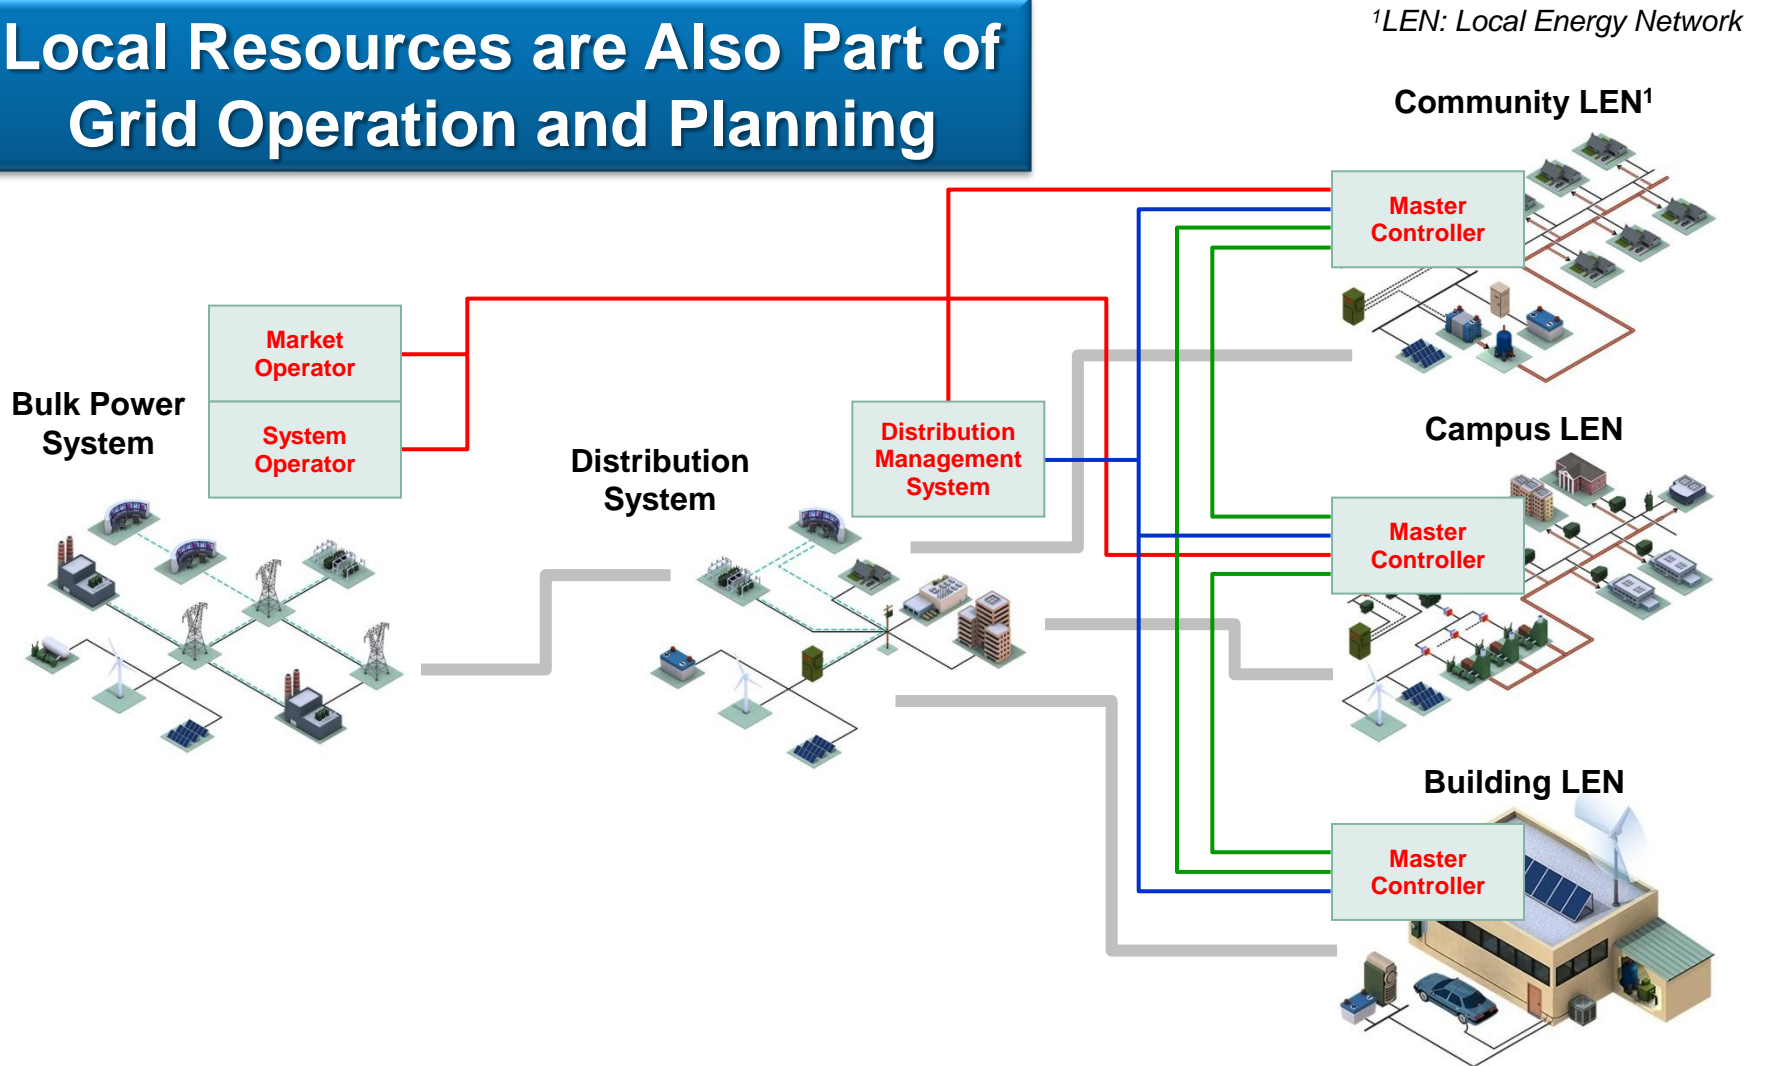 Local Resources are Also Part of
Grid Operation and Planning
¹LEN: Local Energy Network
Community LEN¹
Master
Controller
Market
Operator
Bulk Power
System
System
Operator
Distribution
System
Distribution
Management
System
Campus LEN
Master
Controller
Building LEN
Master
Controller